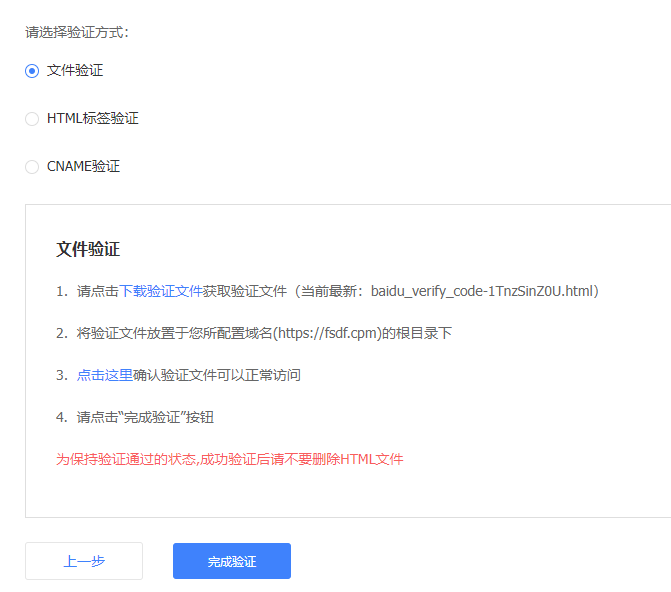 请选择验证方式：
文件验证
HTML标签验证
CNAME验证
文件验证
1. 请点击下载验证文件获取验证文件（当前最新：baidu_verify_code-1TnzSinZ0U.html）
2. 将验证文件放置于您所配置域名(https://fsdf.cpm)的根目录下
3. 点击这里确认验证文件可以正常访问
4. 请点击“完成验证”按钮
为保持验证通过的状态,成功验证后请不要删除HTML文件
上一步 完成验证